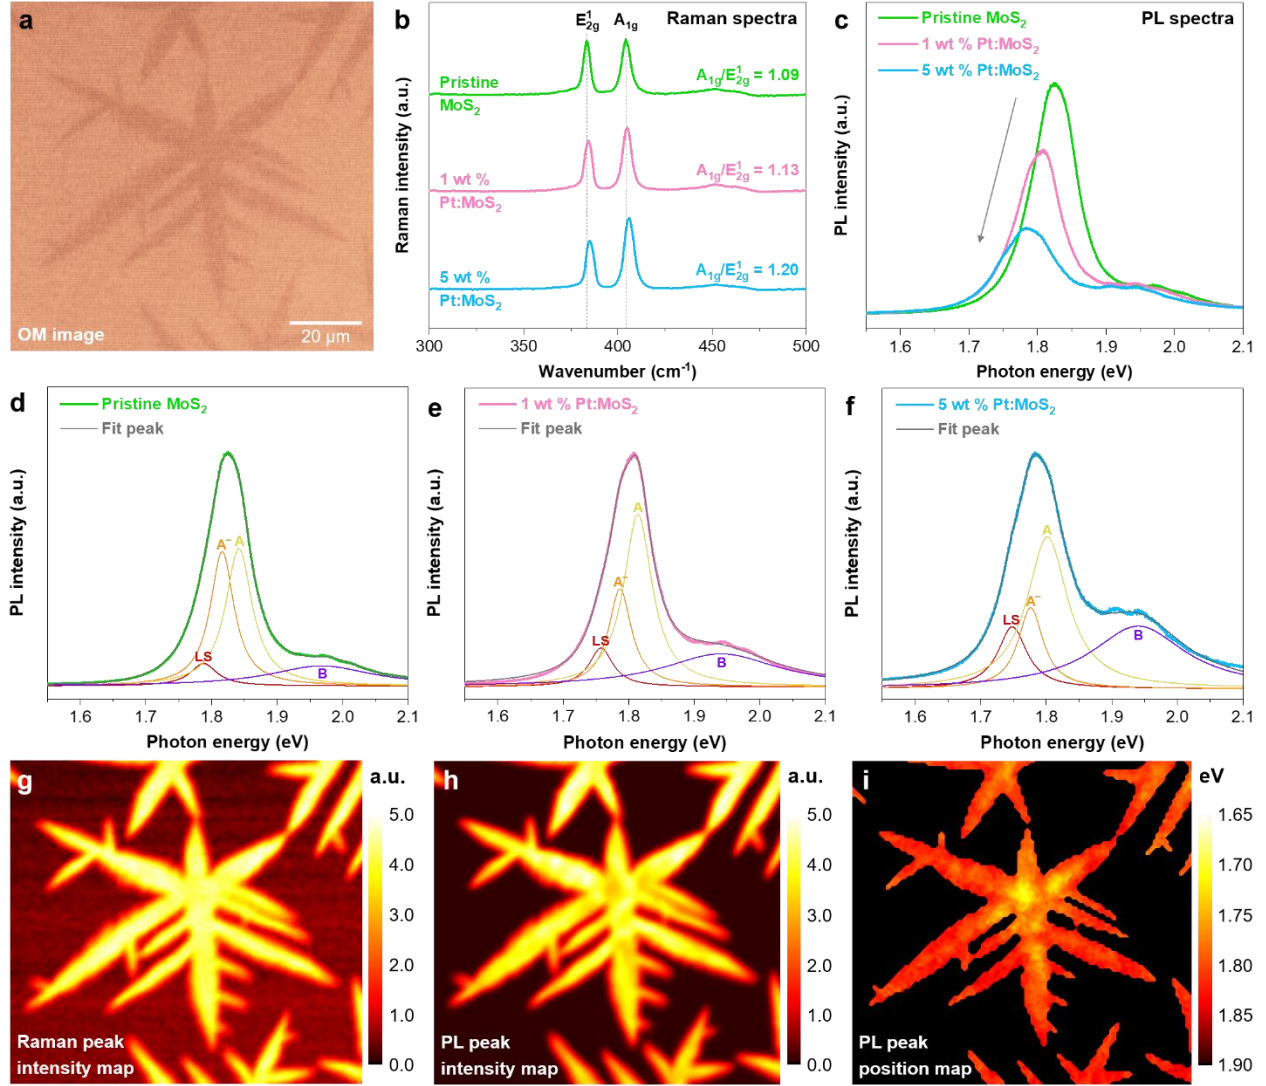 a
OM image
20 µm
b
E¹₂g A₁g Raman spectra
Pristine
MoS₂
A₁g/E¹₂g = 1.09
1 wt %
Pt:MoS₂
A₁g/E¹₂g = 1.13
5 wt %
Pt:MoS₂
A₁g/E¹₂g = 1.20
Raman intensity (a.u.)
300 350 400 450 500
Wavenumber (cm⁻¹)
c
PL spectra
Pristine MoS₂
1 wt % Pt:MoS₂
5 wt % Pt:MoS₂
PL intensity (a.u.)
1.6 1.7 1.8 1.9 2.0 2.1
Photon energy (eV)
d
Pristine MoS₂
Fit peak
A⁻ A
LS
B
PL intensity (a.u.)
1.6 1.7 1.8 1.9 2.0 2.1
Photon energy (eV)
e
1 wt % Pt:MoS₂
Fit peak
A
A⁻
LS
B
PL intensity (a.u.)
1.6 1.7 1.8 1.9 2.0 2.1
Photon energy (eV)
f
5 wt % Pt:MoS₂
Fit peak
A
A⁻
LS
B
PL intensity (a.u.)
1.6 1.7 1.8 1.9 2.0 2.1
Photon energy (eV)
g
Raman peak
intensity map
a.u.
5.0
4.0
3.0
2.0
1.0
0.0
h
PL peak
intensity map
a.u.
5.0
4.0
3.0
2.0
1.0
0.0
i
PL peak
position map
eV
1.65
1.70
1.75
1.80
1.85
1.90